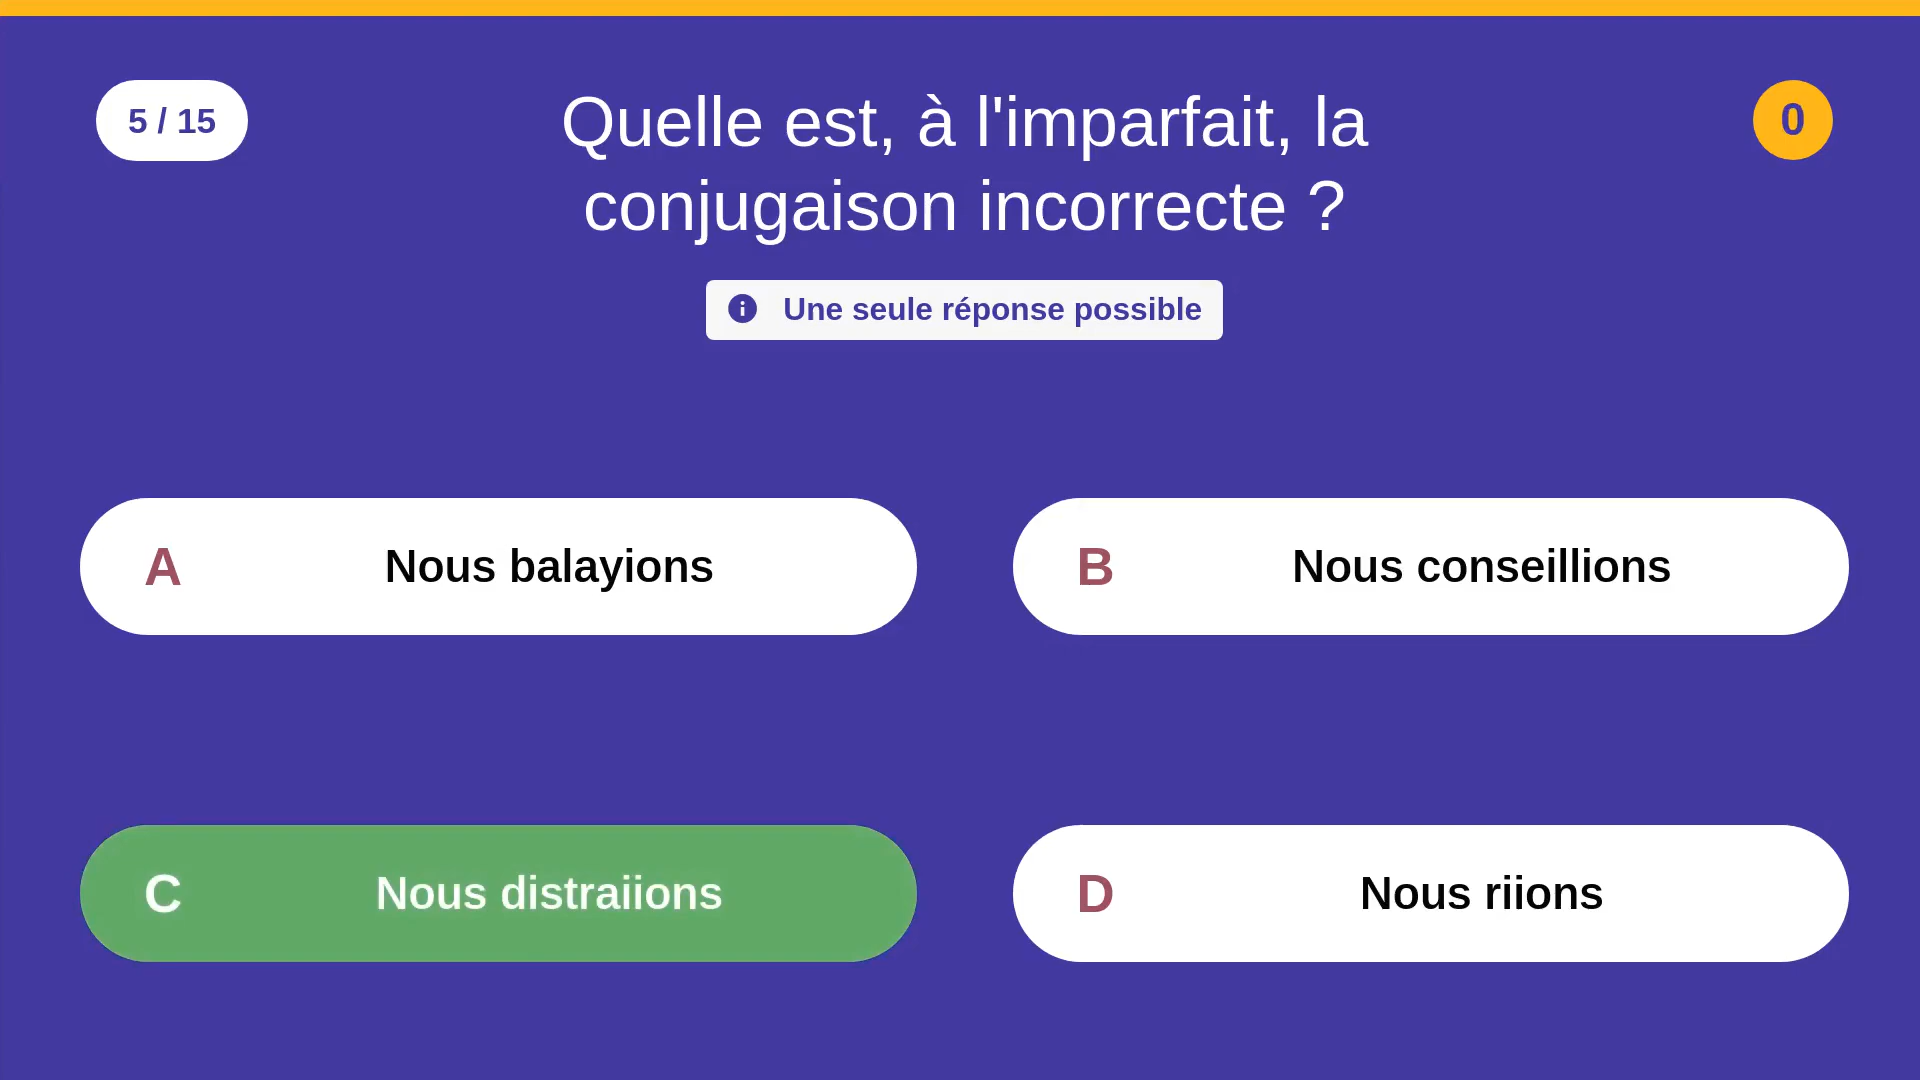 5 / 15
Quelle est, à l'imparfait, la
conjugaison incorrecte ?
0
Une seule réponse possible
A Nous balayions
B Nous conseillions
C Nous distraiions
D Nous riions